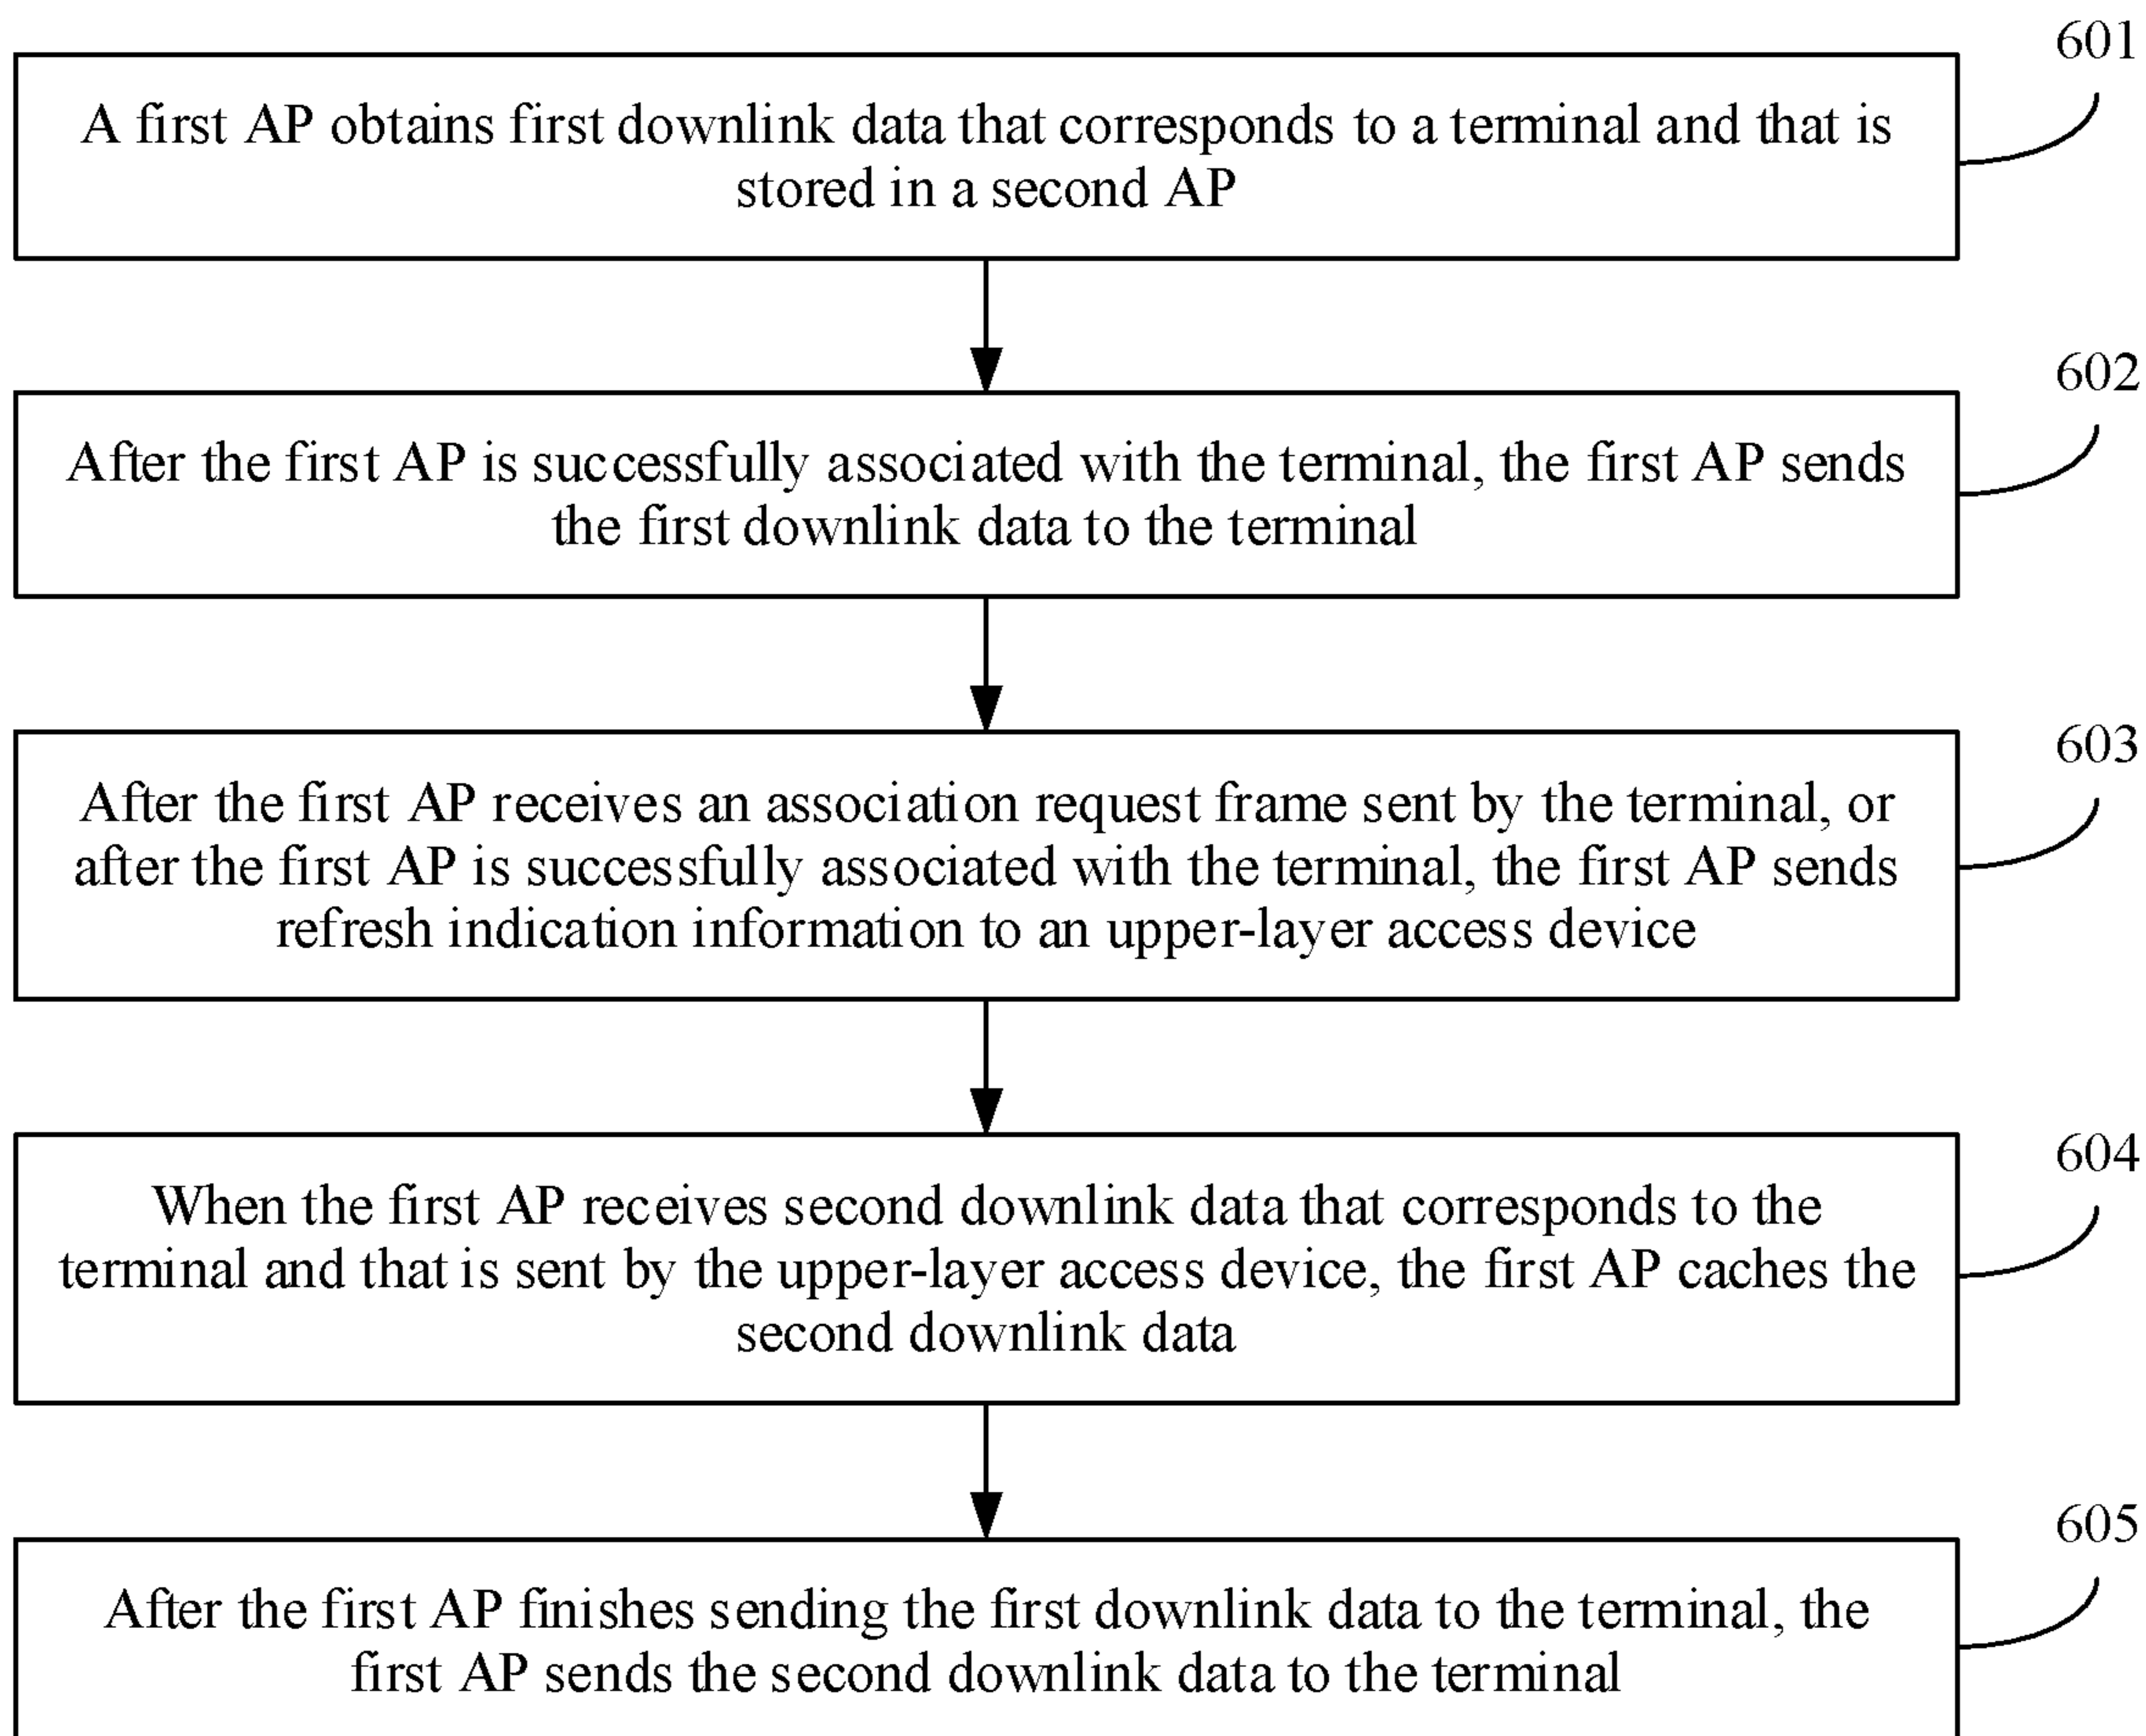 601
A first AP obtains first downlink data that corresponds to a terminal and that is
stored in a second AP
602
After the first AP is successfully associated with the terminal, the first AP sends
the first downlink data to the terminal
603
After the first AP receives an association request frame sent by the terminal, or
after the first AP is successfully associated with the terminal, the first AP sends
refresh indication information to an upper-layer access device
604
When the first AP receives second downlink data that corresponds to the
terminal and that is sent by the upper-layer access device, the first AP caches the
second downlink data
605
After the first AP finishes sending the first downlink data to the terminal, the
first AP sends the second downlink data to the terminal